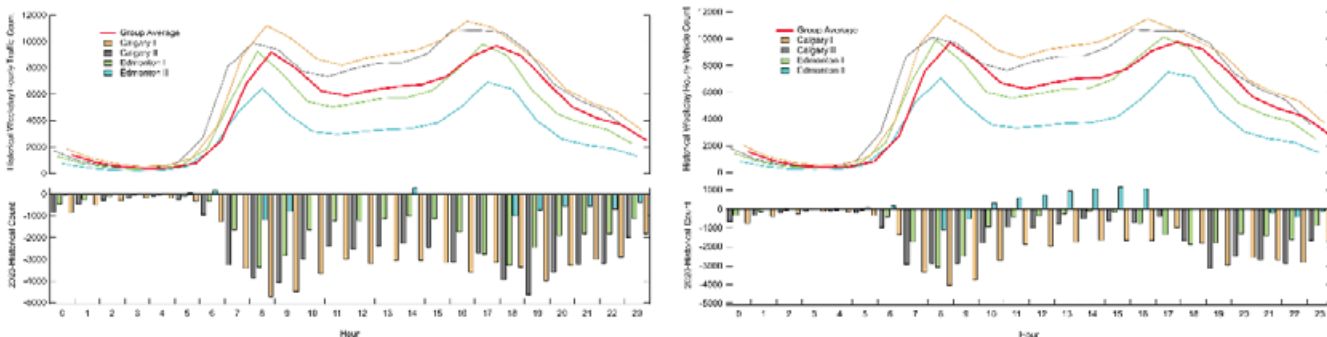 Historical Weekday Hourly Traffic Count
12000
10000
8000
6000
4000
2000
0
Group Average
Calgary I
Calgary II
Edmonton I
Edmonton II
2020-Historical Count
0
-1000
-2000
-3000
-4000
-5000
0 1 2 3 4 5 6 7 8 9 10 11 12 13 14 15 16 17 18 19 20 21 22 23
Hour
Historical Weekday Hourly Vehicle Count
12000
10000
8000
6000
4000
2000
0
Group Average
Calgary I
Calgary II
Edmonton I
Edmonton II
2020-Historical Count
1000
0
-1000
-2000
-3000
-4000
-5000
0 1 2 3 4 5 6 7 8 9 10 11 12 13 14 15 16 17 18 19 20 21 22 23
Hour